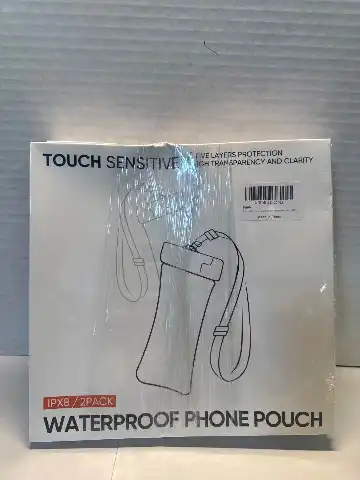 TOUCH SENSITIVE
FIVE LAYERS PROTECTION
HIGH TRANSPARENCY AND CLARITY
IPX8 / 2PACK
WATERPROOF PHONE POUCH